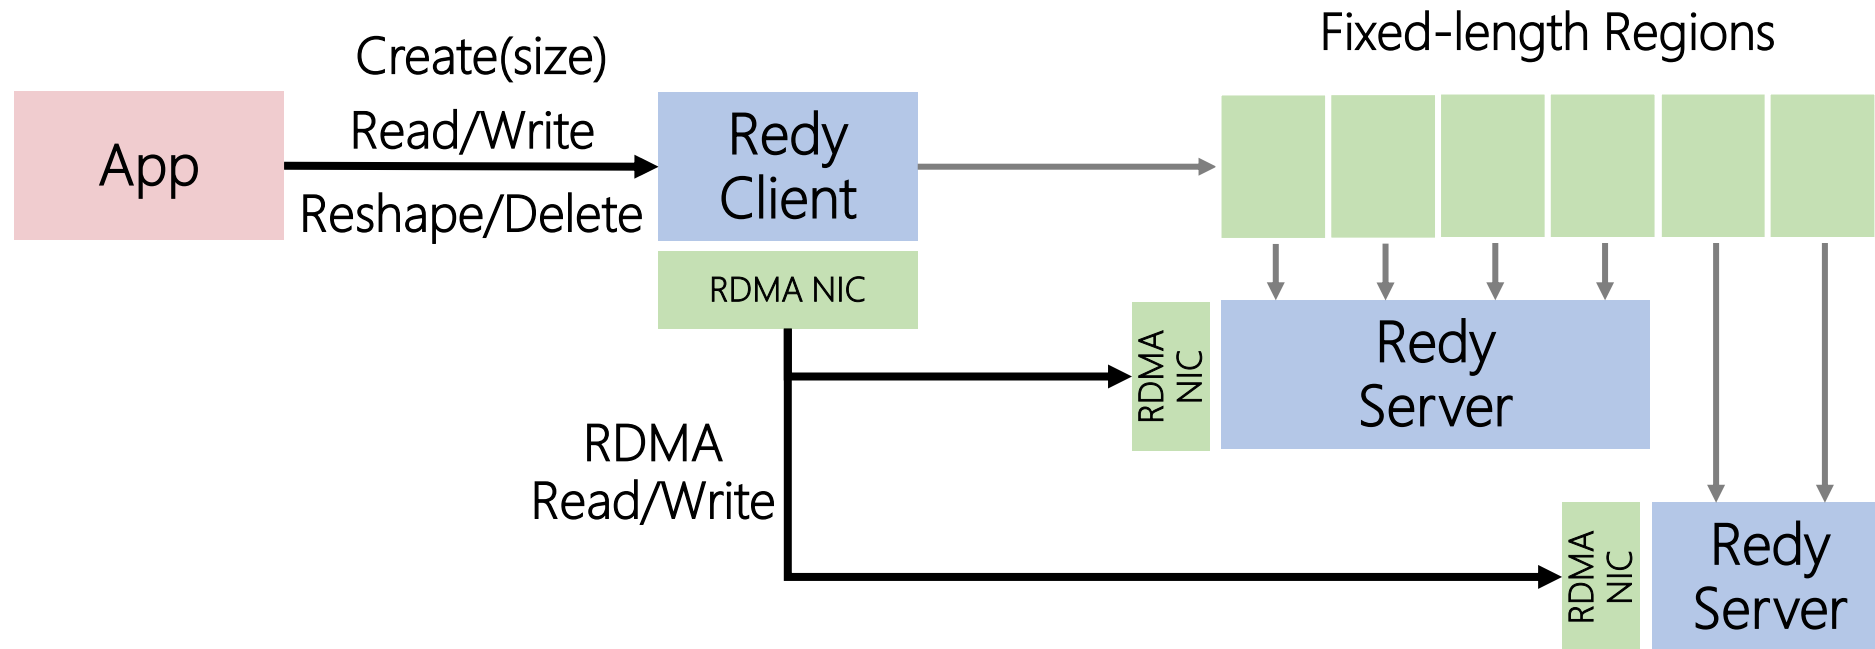 Fixed-length Regions
Create(size)
Read/Write
Reshape/Delete
App
Redy
Client
RDMA NIC
RDMA
NIC
Redy
Server
RDMA
Read/Write
RDMA
NIC
Redy
Server